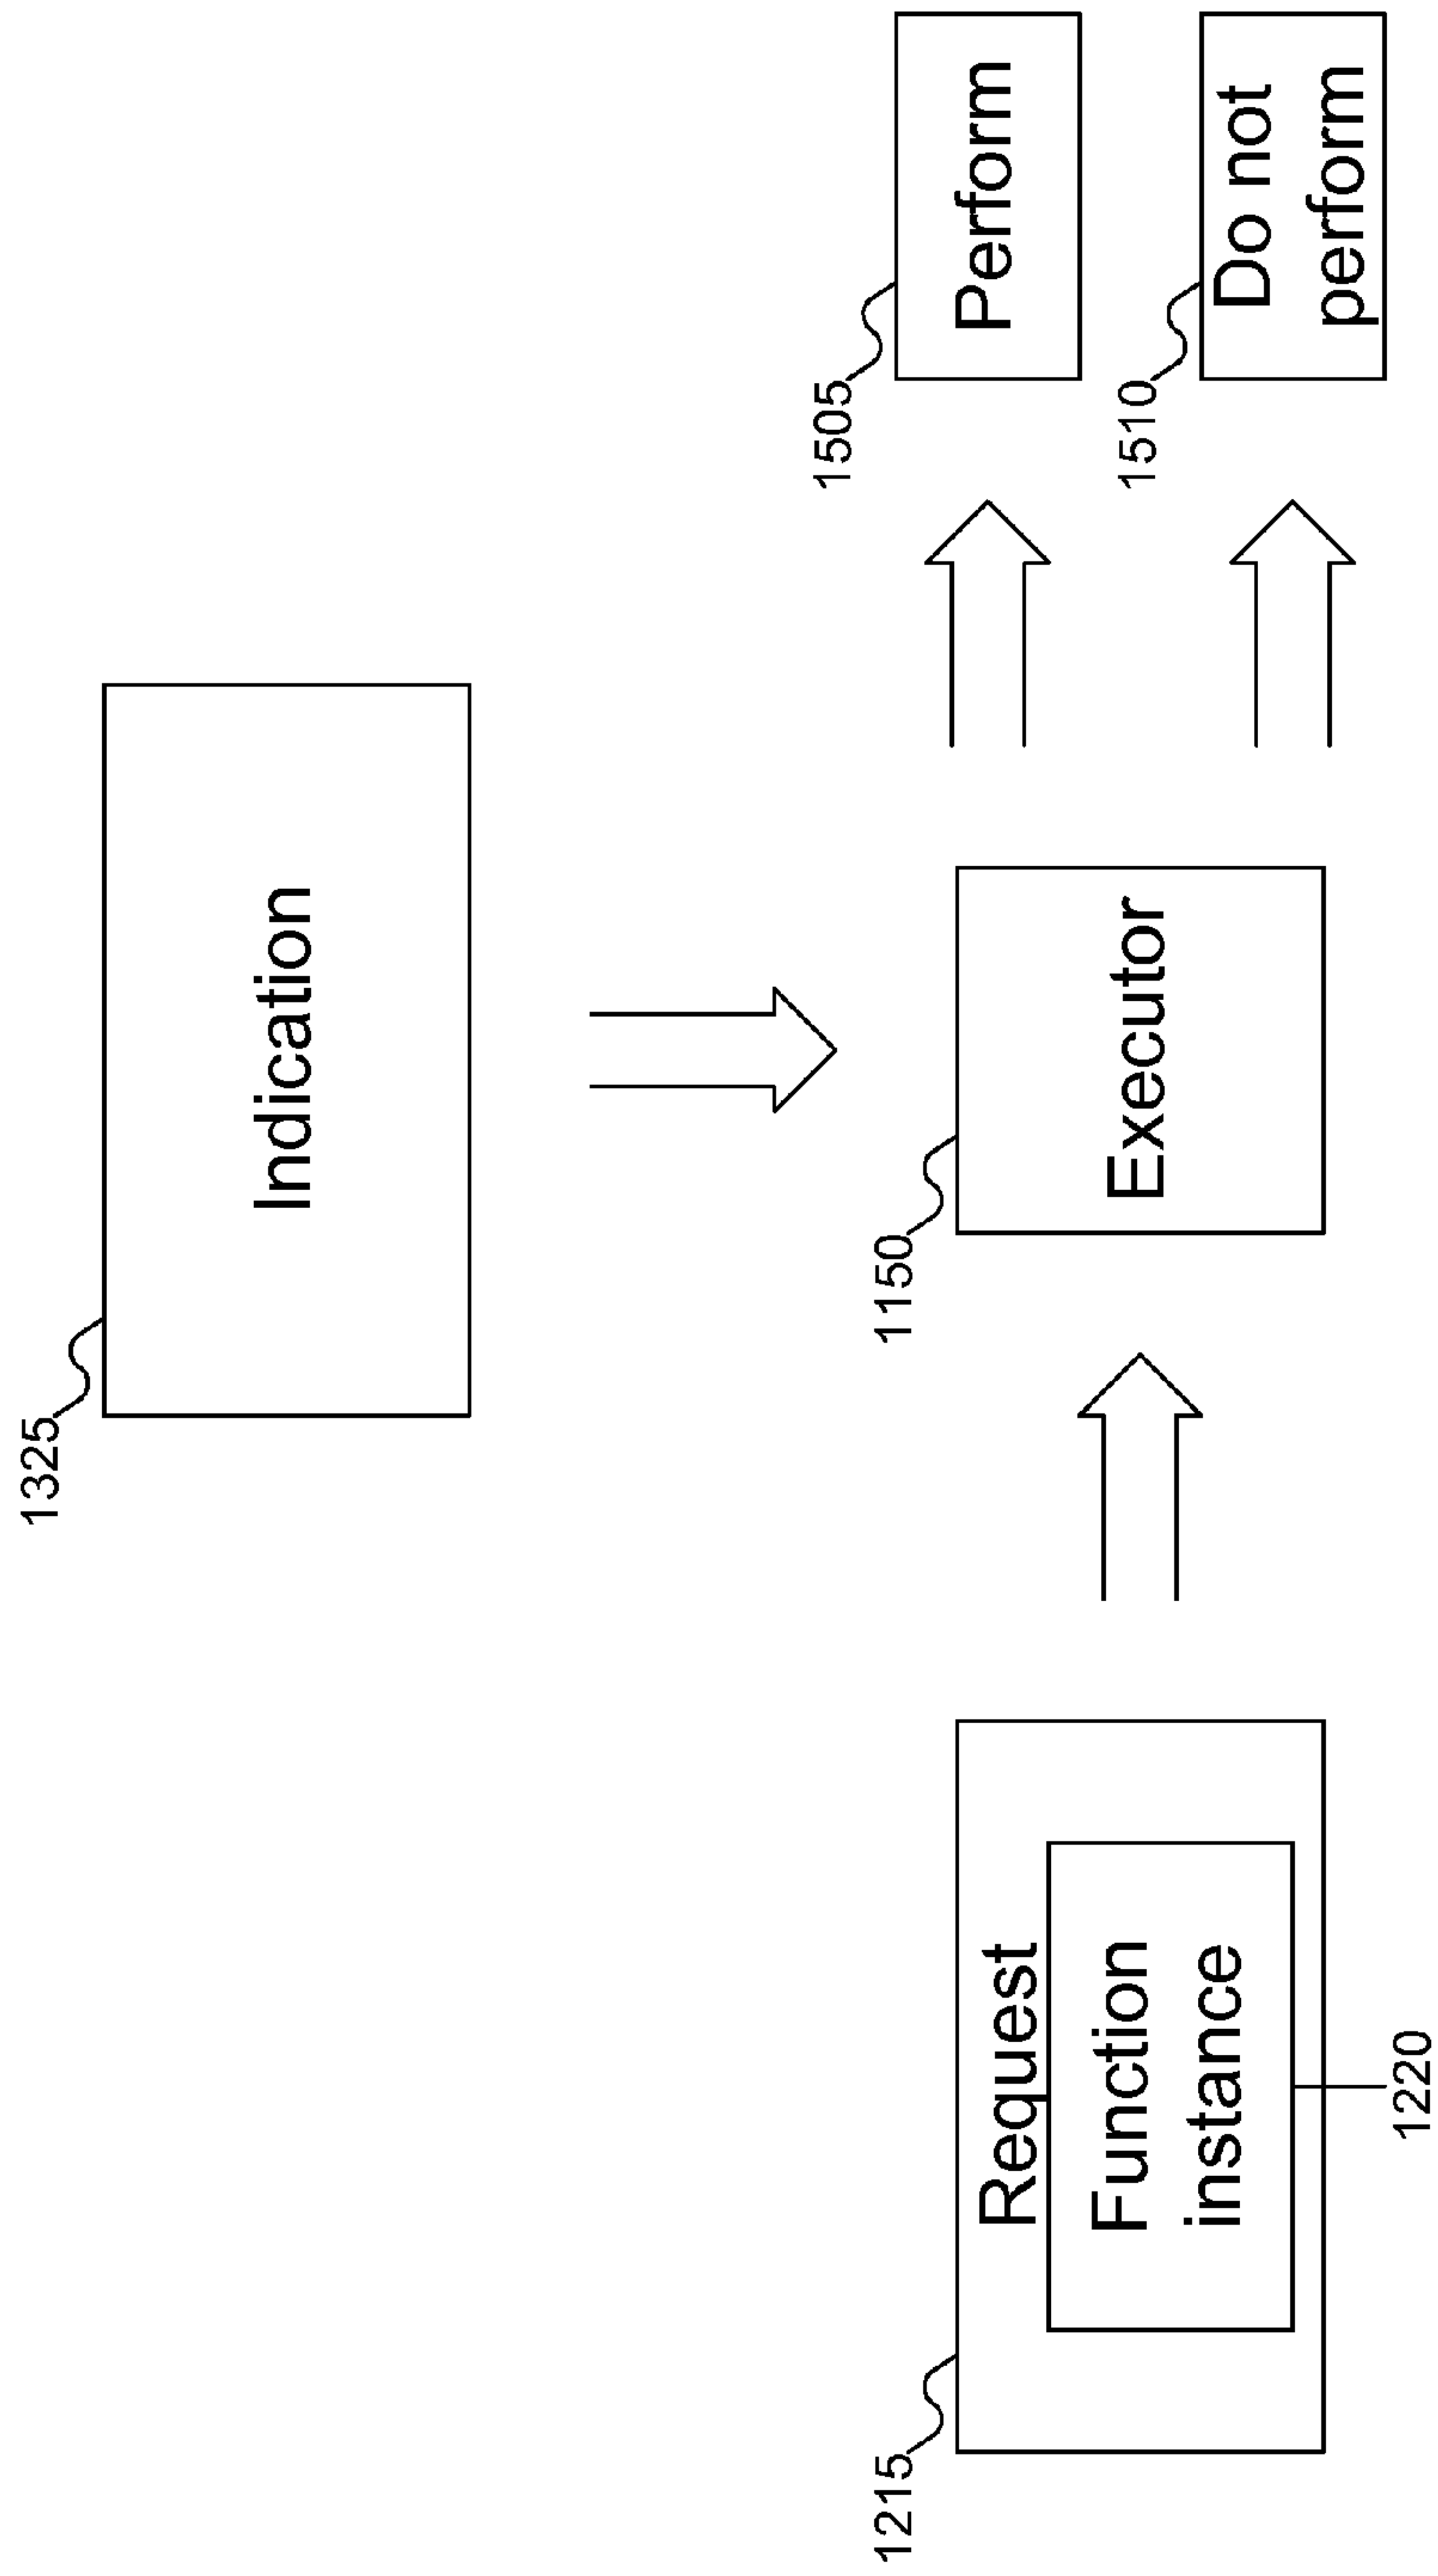 1325
Indication
1215
Request
Function
instance
1220
1150
Executor
1505
Perform
1510
Do not
perform